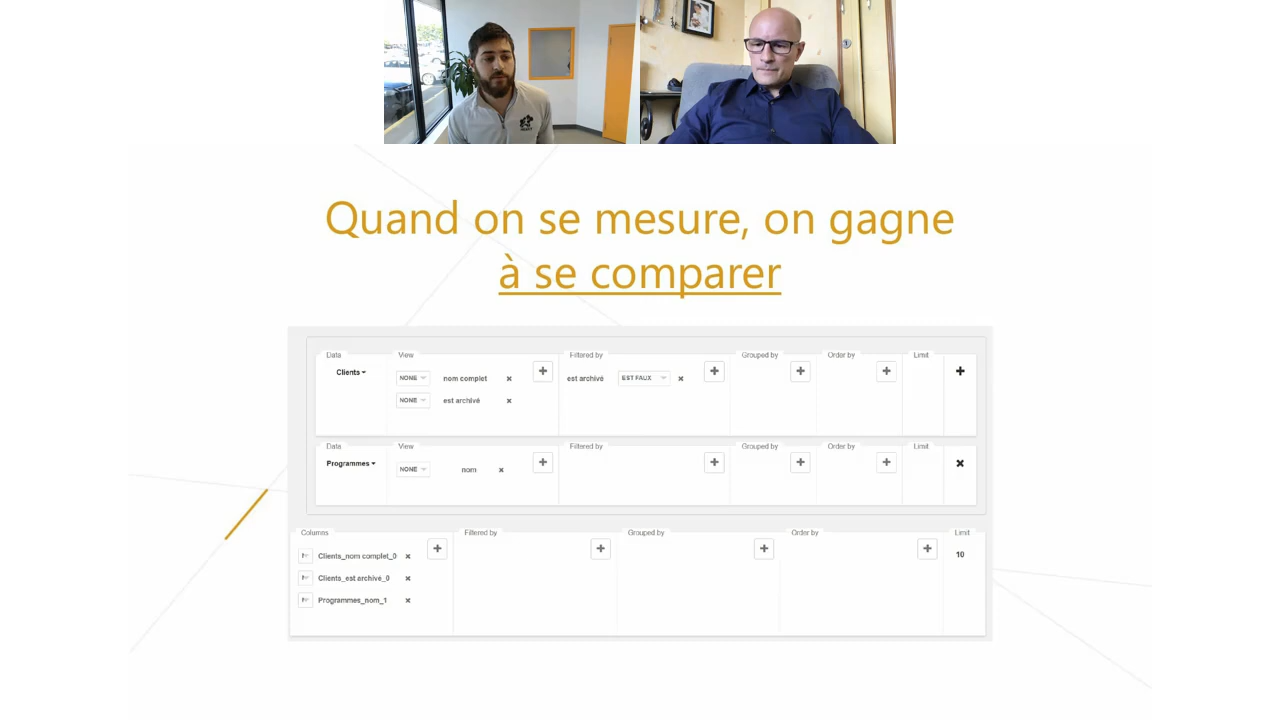 Quand on se mesure, on gagne
à se comparer
Data View Filtered by Grouped by Order by Limit
Clients NONE nom complet est archivé EST FAUX
NONE est archivé
Data View Filtered by Grouped by Order by Limit
Programmes NONE nom
Columns Filtered by Grouped by Order by Limit
Clients_nom complet_0 10
Clients_est archivé_0
Programmes_nom_1